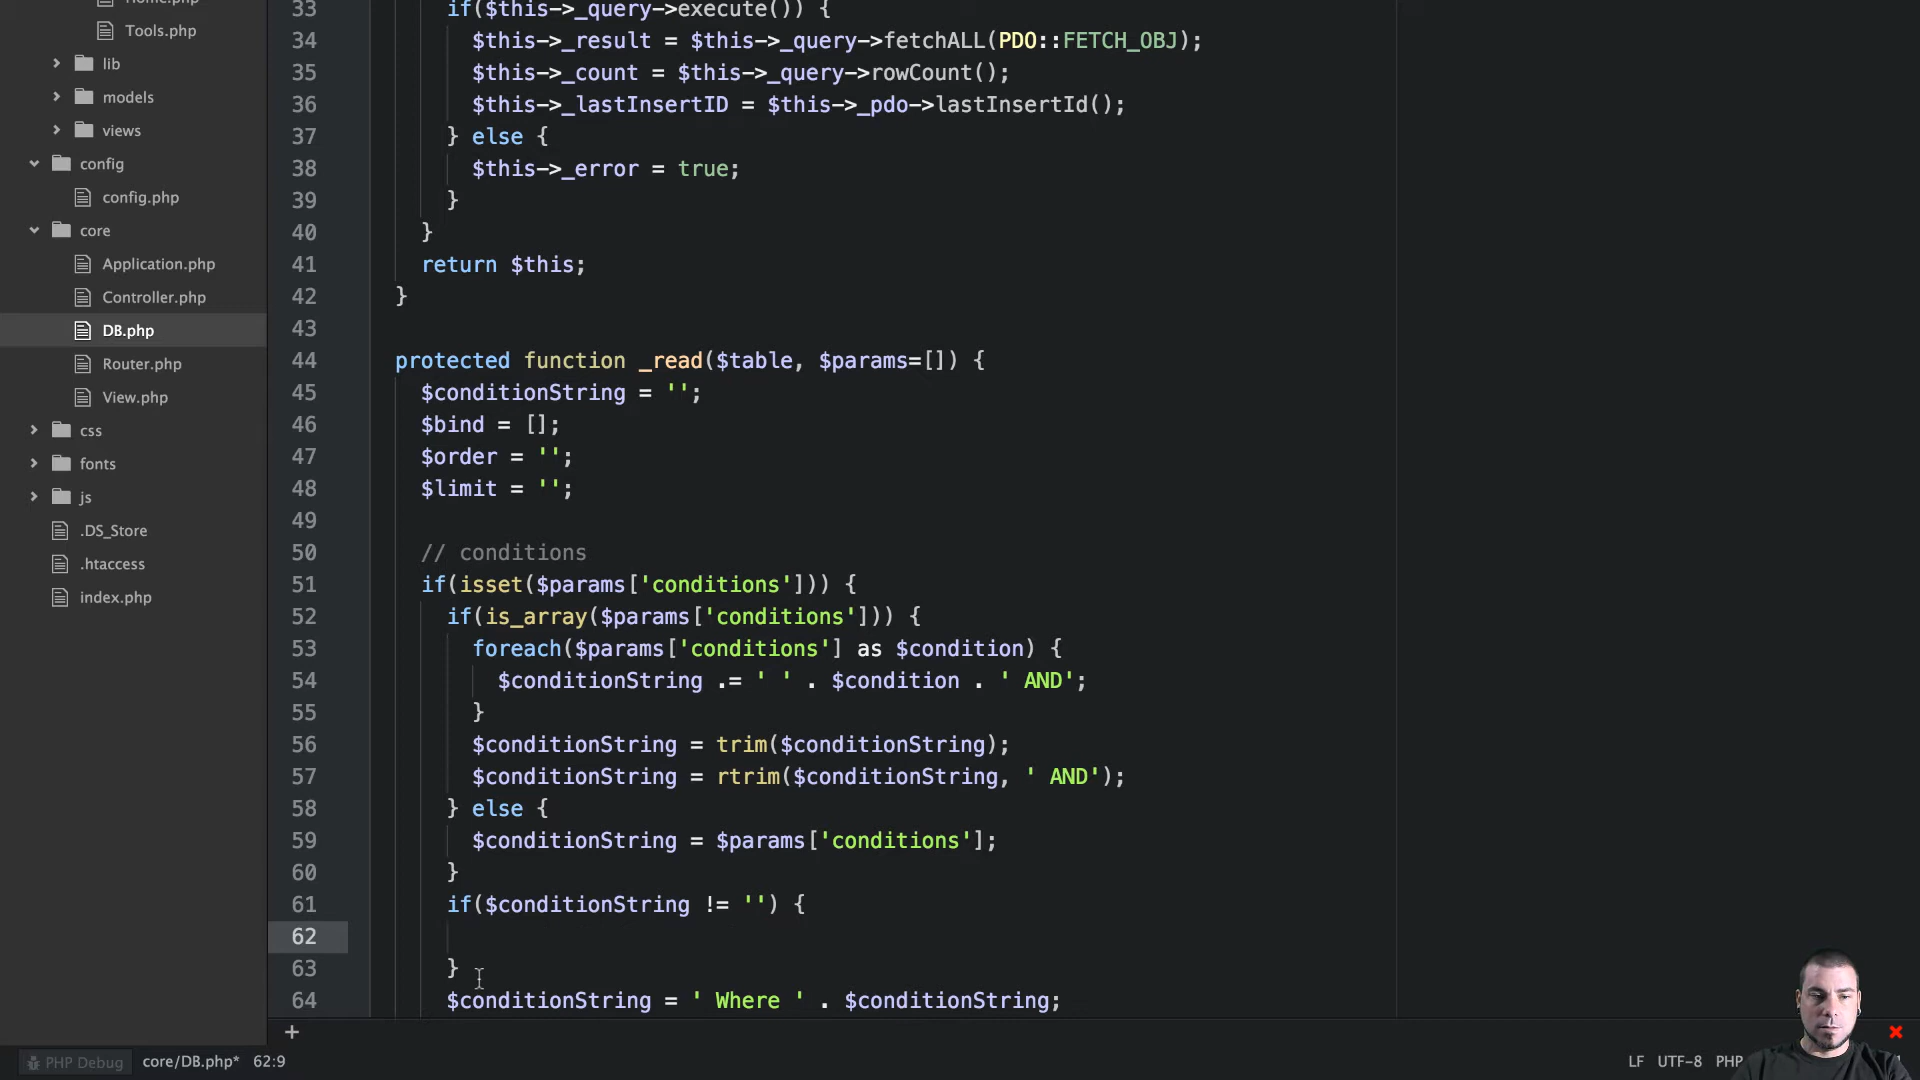 Home.php
Tools.php
lib
models
views
config
config.php
core
Application.php
Controller.php
DB.php
Router.php
View.php
css
fonts
js
.DS_Store
.htaccess
index.php
33 if($this->_query->execute()) {
34 $this->_result = $this->_query->fetchALL(PDO::FETCH_OBJ);
35 $this->_count = $this->_query->rowCount();
36 $this->_lastInsertID = $this->_pdo->lastInsertId();
37 } else {
38 $this->_error = true;
39 }
40 }
41 return $this;
42 }
43
44 protected function _read($table, $params=[]) {
45 $conditionString = '';
46 $bind = [];
47 $order = '';
48 $limit = '';
49
50 // conditions
51 if(isset($params['conditions'])) {
52 if(is_array($params['conditions'])) {
53 foreach($params['conditions'] as $condition) {
54 $conditionString .= ' ' . $condition . ' AND';
55 }
56 $conditionString = trim($conditionString);
57 $conditionString = rtrim($conditionString, ' AND');
58 } else {
59 $conditionString = $params['conditions'];
60 }
61 if($conditionString != '') {
62
63 }
64 $conditionString = ' Where ' . $conditionString;
+
PHP Debug core/DB.php* 62:9 LF UTF-8 PHP